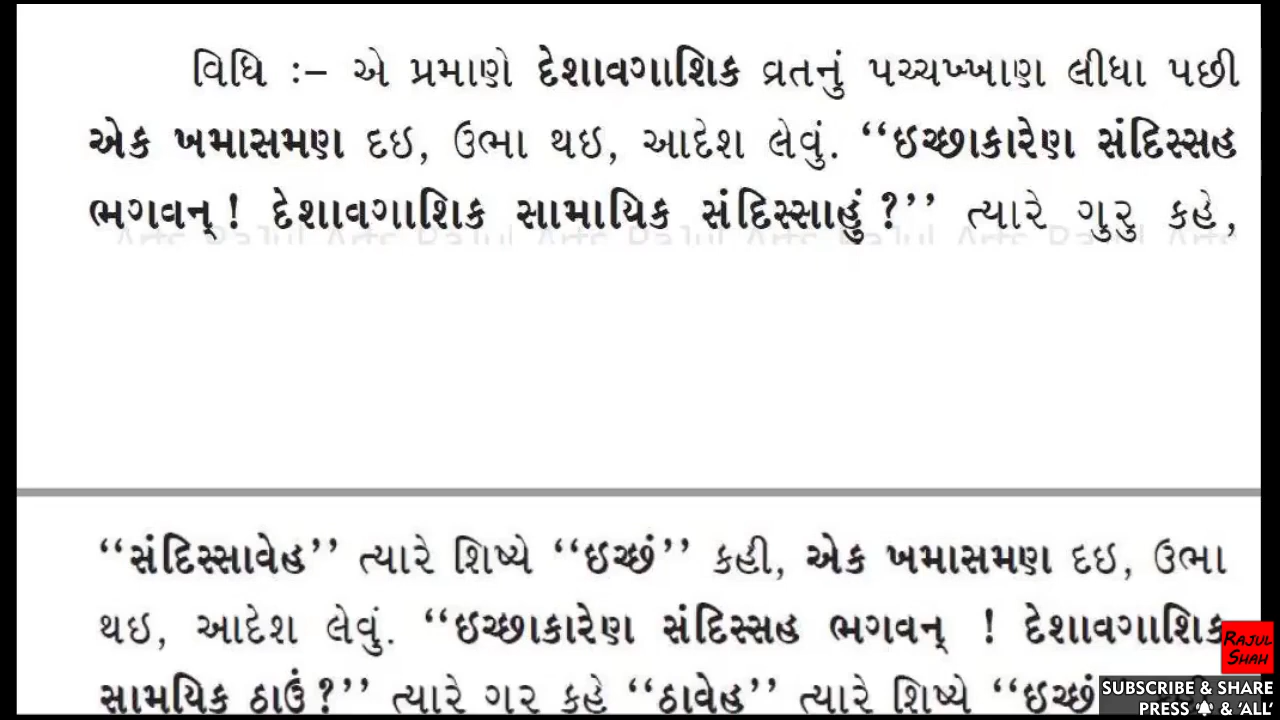 વિધિ :– એ પ્રમાણે દેશાવગાશિક વ્રતનું પચ્ચખ્ખાણ લીધા પછી
એક ખમાસમણ દઇ, ઉભા થઇ, આદેશ લેવું. ‘‘ઇચ્છાકારેણ સંદિસ્સહ
ભગવન્ ! દેશાવગાશિક સામાયિક સંદિસ્સાહું ?’’ ત્યારે ગુરુ કહે,
‘‘સંદિસ્સાવેહ’’ ત્યારે શિષ્યે ‘‘ઇચ્છં’’ કહી, એક ખમાસમણ દઇ, ઉભા
થઇ, આદેશ લેવું. ‘‘ઇચ્છાકારેણ સંદિસ્સહ ભગવન્ ! દેશાવગાશિક
સામયિક ઠાઉં ?’’ ત્યારે ગર કહે ‘‘ઠાવેહ’’ ત્યારે શિષ્યે ‘‘ઇચ્છં
RAJUL
SHAH
SUBSCRIBE & SHARE
PRESS & ‘ALL’